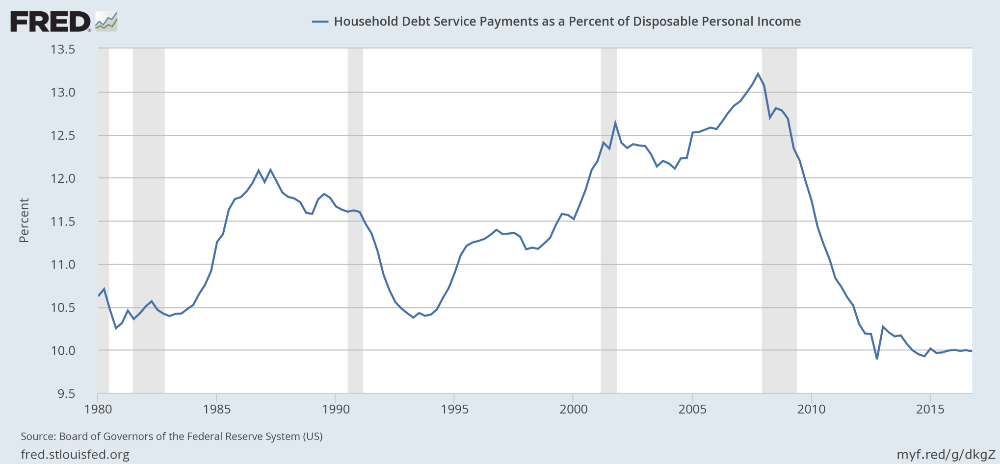 FRED®
Household Debt Service Payments as a Percent of Disposable Personal Income
13.5
13.0
12.5
12.0
11.5
11.0
10.5
10.0
9.5
Percent
1980 1985 1990 1995 2000 2005 2010 2015
Source: Board of Governors of the Federal Reserve System (US)
fred.stlouisfed.org
myf.red/g/dkgZ